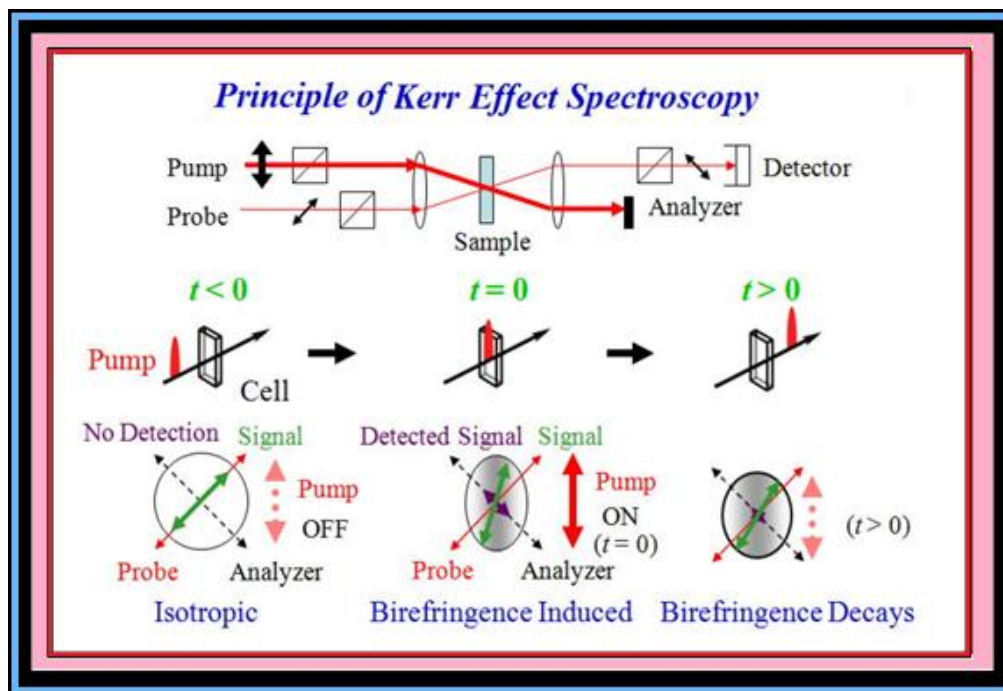 Principle of Kerr Effect Spectroscopy
Pump
Probe
Sample
Analyzer
Detector
t < 0
t = 0
t > 0
Pump
Cell
No Detection
Signal
Pump
OFF
Probe
Analyzer
Isotropic
Detected Signal
Signal
Pump
ON
(t = 0)
Probe
Analyzer
Birefringence Induced
(t > 0)
Birefringence Decays